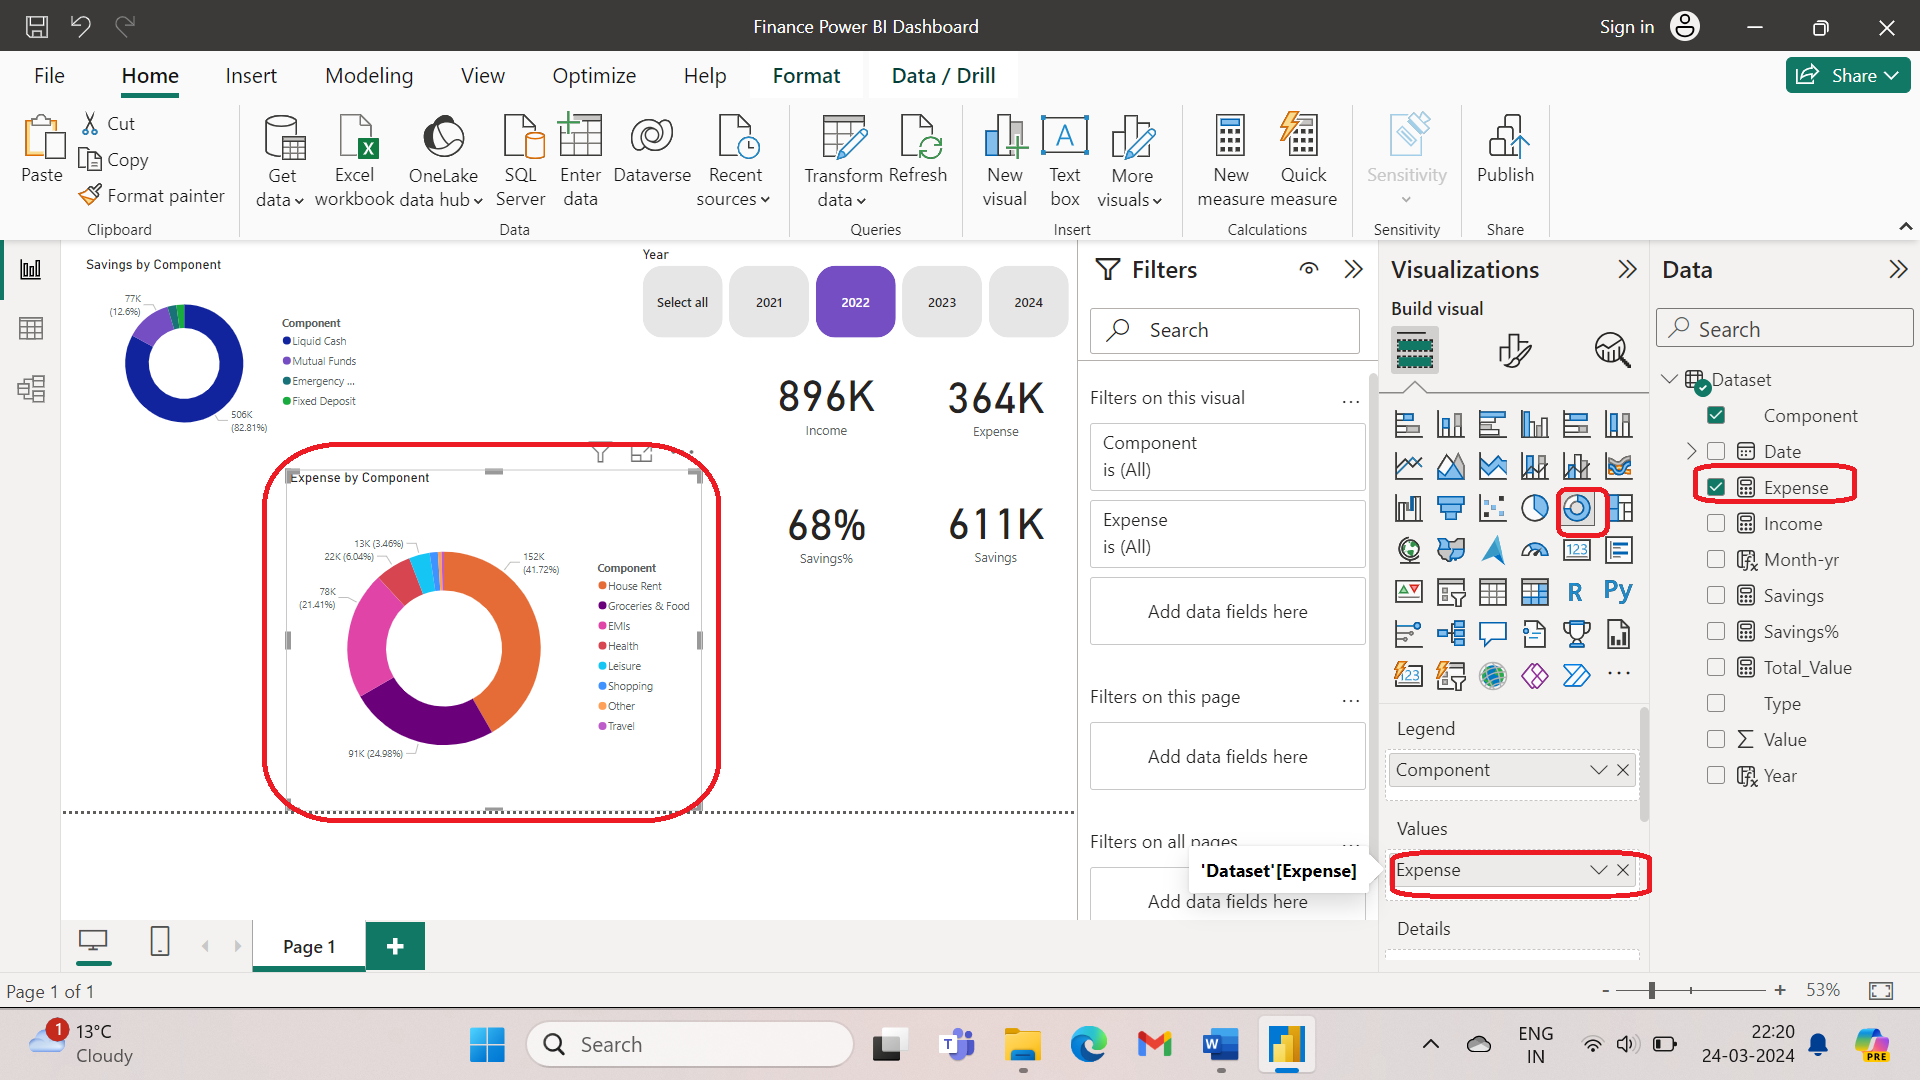 Finance Power BI Dashboard
Sign in
File Home Insert Modeling View Optimize Help Format Data / Drill
Share
Paste
Cut
Copy
Format painter
Get data
Excel workbook
OneLake data hub
SQL Server
Enter data
Dataverse
Recent sources
Transform data
Refresh
New visual
Text box
More visuals
New measure
Quick measure
Sensitivity
Publish
Clipboard
Data
Queries
Insert
Calculations
Sensitivity
Share
Savings by Component
77K
(12.6%)
506K
(82.81%)
Component
Liquid Cash
Mutual Funds
Emergency ...
Fixed Deposit
Year
Select all
2021
2022
2023
2024
896K
Income
364K
Expense
68%
Savings%
611K
Savings
Expense by Component
13K (3.46%)
22K (6.04%)
78K
(21.41%)
152K
(41.72%)
91K (24.98%)
Component
House Rent
Groceries & Food
EMIs
Health
Leisure
Shopping
Other
Travel
Filters
Search
Filters on this visual
...
Component
is (All)
Expense
is (All)
Add data fields here
Filters on this page
...
Add data fields here
Filters on all pages
...
Add data fields here
'Dataset'[Expense]
Visualizations
Build visual
123
R
Py
123
...
Legend
Component
Values
Expense
Details
Data
Search
Dataset
Component
Date
Expense
Income
Month-yr
Savings
Savings%
Total_Value
Type
Value
Year
Page 1
+
Page 1 of 1
- + 53%
1
13°C
Cloudy
Search
T
W
ENG
IN
22:20
24-03-2024
PRE